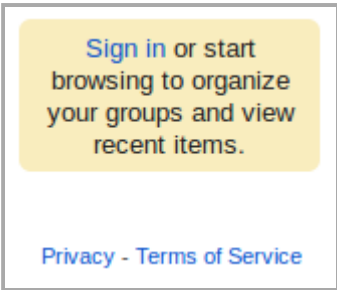 Sign in or start
browsing to organize
your groups and view
recent items.
Privacy - Terms of Service